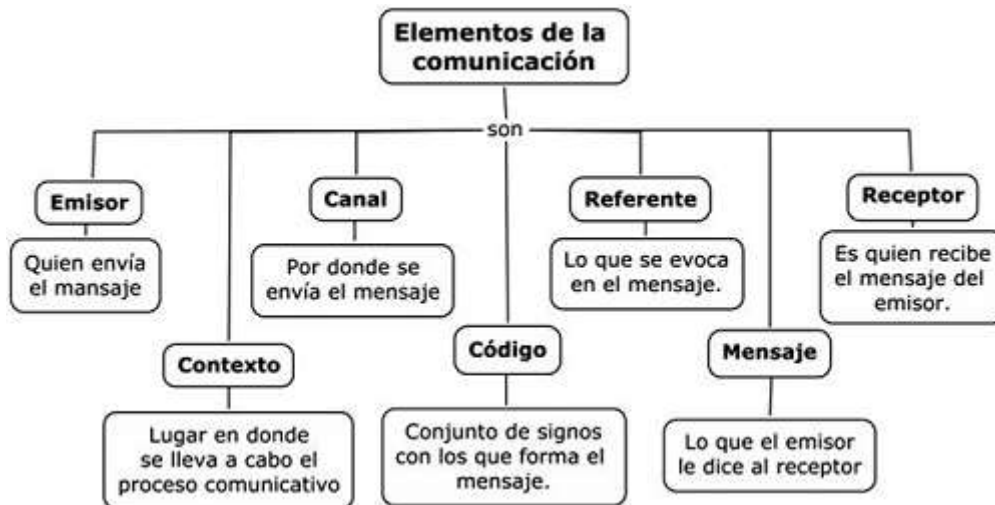 Elementos de la
comunicación
son
Emisor
Quien envía
el mansaje
Contexto
Lugar en donde
se lleva a cabo el
proceso comunicativo
Canal
Por donde se
envía el mensaje
Código
Conjunto de signos
con los que forma el
mensaje.
Referente
Lo que se evoca
en el mensaje.
Mensaje
Lo que el emisor
le dice al receptor
Receptor
Es quien recibe
el mensaje del
emisor.